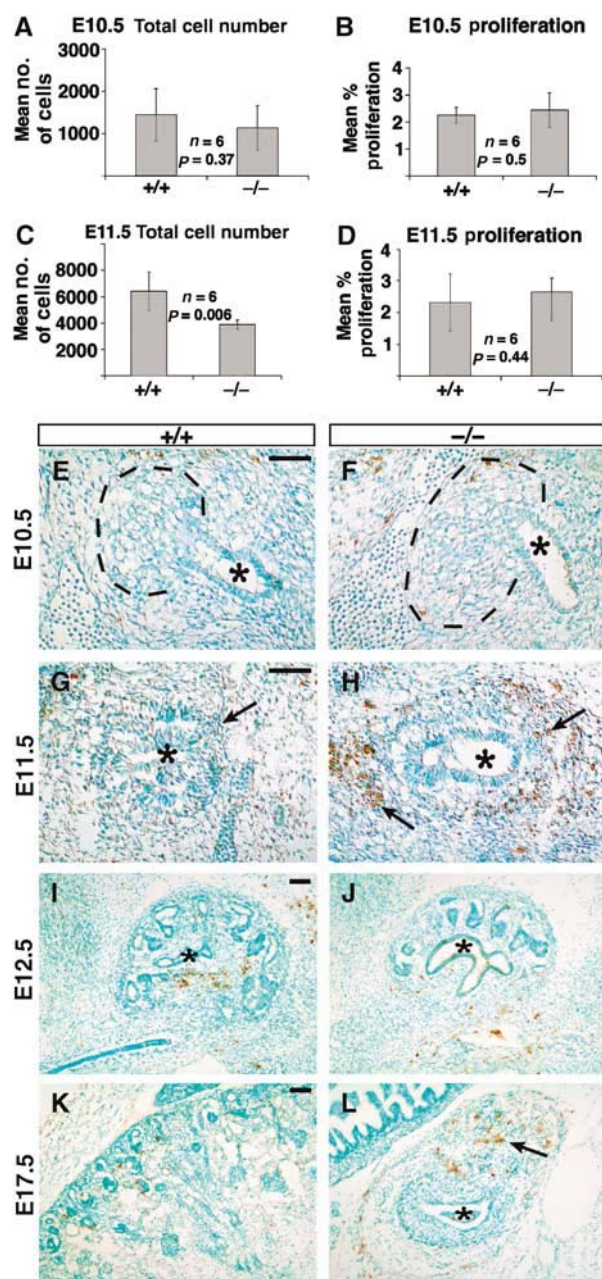 A E10.5 Total cell number
3000
2000
1000
Mean no.
of cells
n = 6
P = 0.37
+/+ −/−
B E10.5 proliferation
4
3
2
1
Mean %
proliferation
n = 6
P = 0.5
+/+ −/−
C E11.5 Total cell number
8000
6000
4000
2000
Mean no.
of cells
n = 6
P = 0.006
+/+ −/−
D E11.5 proliferation
4
3
2
1
Mean %
proliferation
n = 6
P = 0.44
+/+ −/−
+/+ −/−
E10.5
E * F *
E11.5
G * H *
E12.5
I * J *
E17.5
K L *